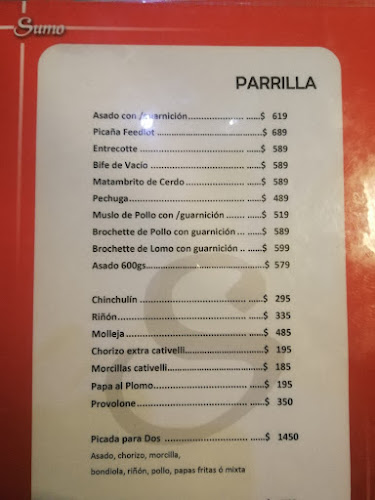 Sumo
PARRILLA
Asado con /guarnición..................... ......$ 619
Picaña Feedlot ....................................$ 689
Entrecotte ................................. ......$ 589
Bife de Vacio .............................. ......$ 589
Matambrito de Cerdo................... ......$ 589
Pechuga ..................................... ......$ 489
Muslo de Pollo con /guarnición ...... ......$ 519
Brochette de Pollo con guarnición ... ......$ 589
Brochette de Lomo con guarnición .. ......$ 599
Asado 600gs............................... ......$ 579
Chinchulín ................................. ......$ 295
Riñón......................................... ......$ 335
Molleja ...................................... ......$ 485
Chorizo extra cativelli................... ......$ 195
Morcillas cativelli......................... ......$ 185
Papa al Plomo............................. ......$ 195
Provolone .................................. ......$ 350
Picada para Dos .......................... ......$ 1450
Asado, chorizo, morcilla,
bondiola, riñón, pollo, papas fritas ó mixta